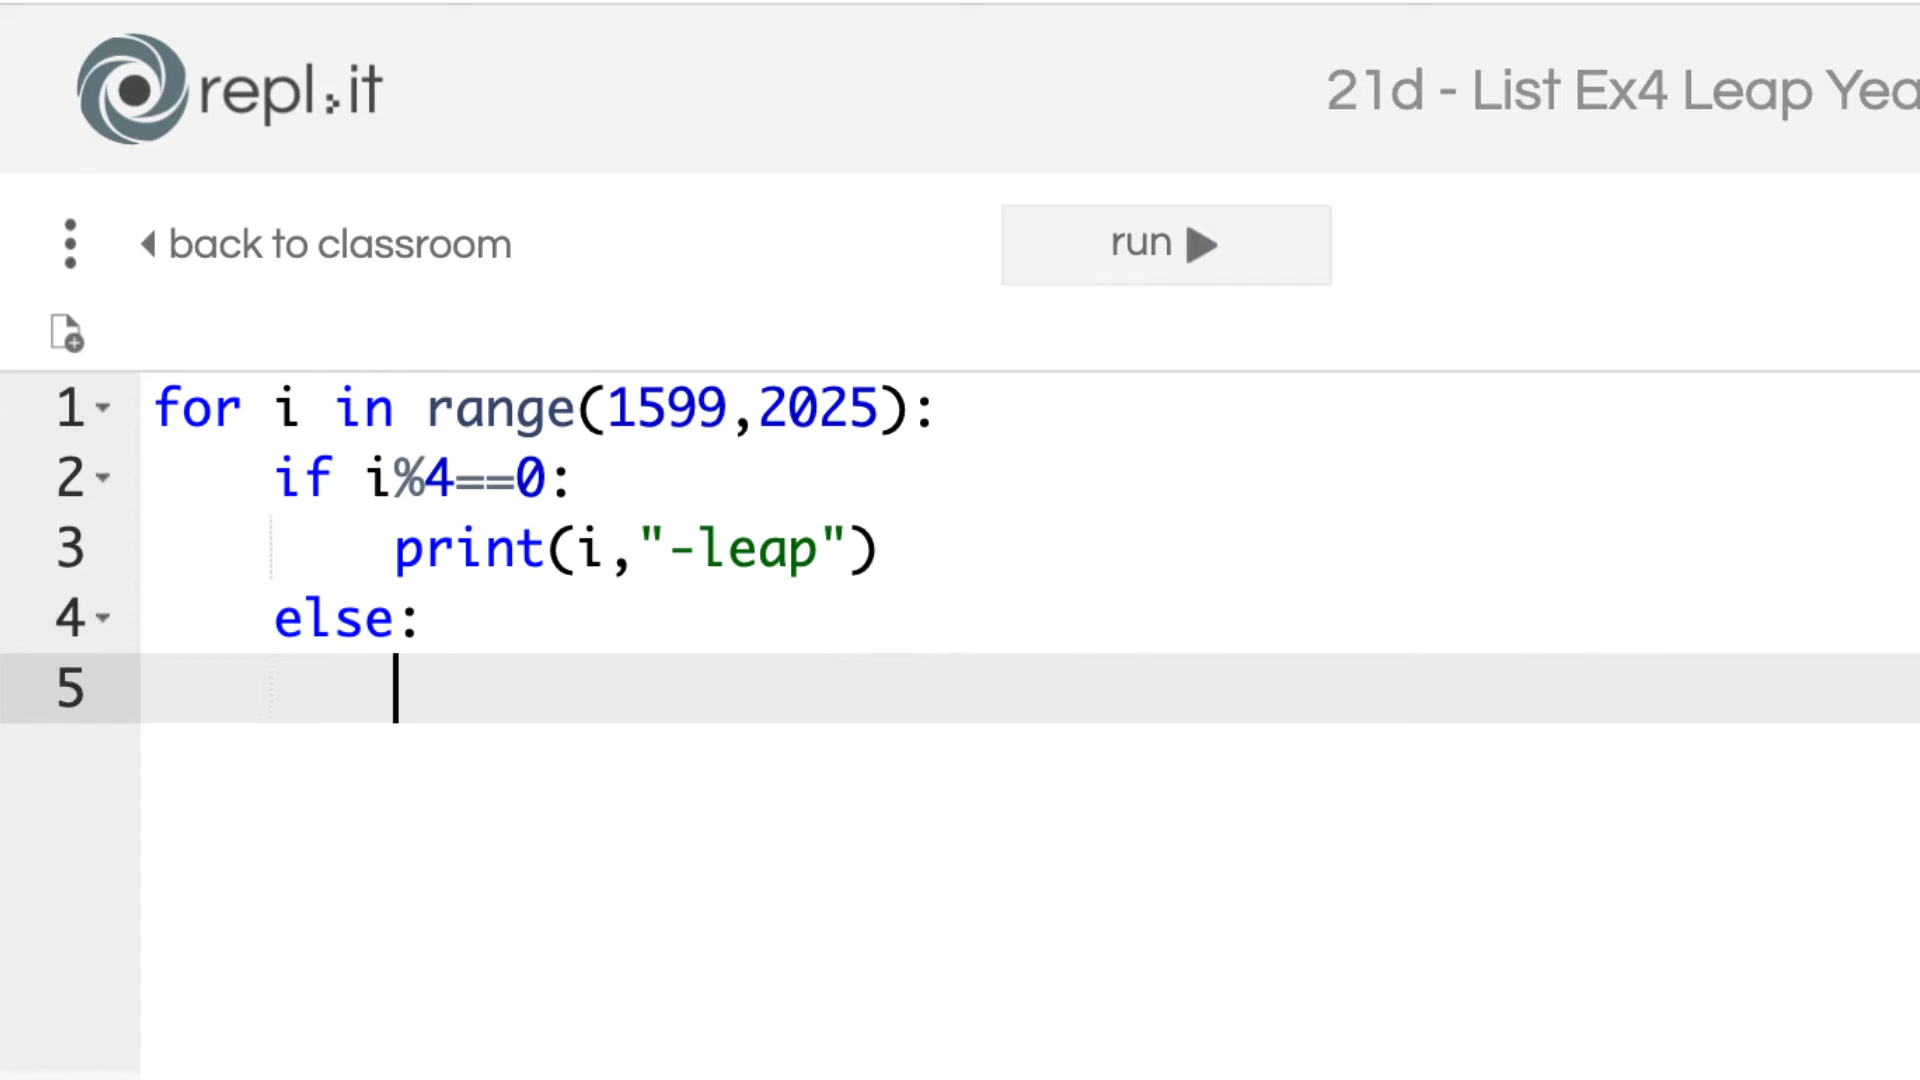 repl.it
21d - List Ex4 Leap Yea
back to classroom
run
1 for i in range(1599,2025):
2 if i%4==0:
3 print(i,"-leap")
4 else:
5